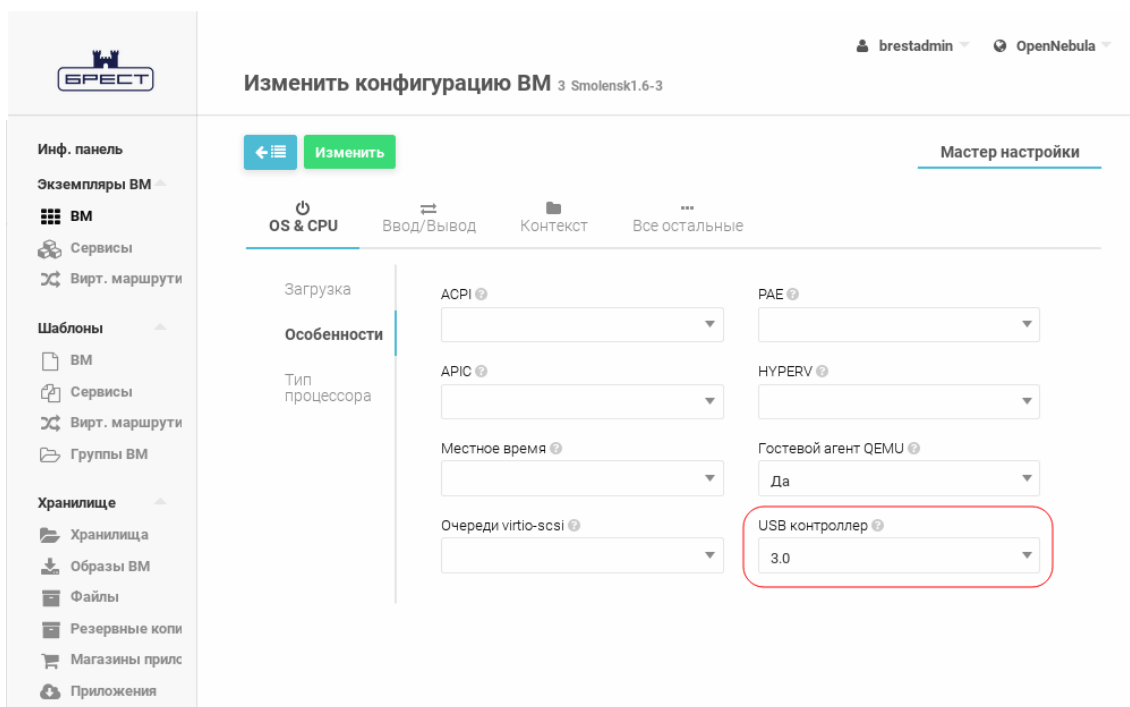 БРЕСТ
brestadmin
OpenNebula
Изменить конфигурацию ВМ 3 Smolensk1.6-3
Инф. панель
Экземпляры ВМ
ВМ
Сервисы
Вирт. маршрути
Шаблоны
ВМ
Сервисы
Вирт. маршрути
Группы ВМ
Хранилище
Хранилища
Образы ВМ
Файлы
Резервные копи
Магазины прилс
Приложения
Изменить
Мастер настройки
OS & CPU
Ввод/Вывод
Контекст
Все остальные
Загрузка
Особенности
Тип
процессора
ACPI
PAE
APIC
HYPERV
Местное время
Гостевой агент QEMU
Да
Очереди virtio-scsi
USB контроллер
3.0